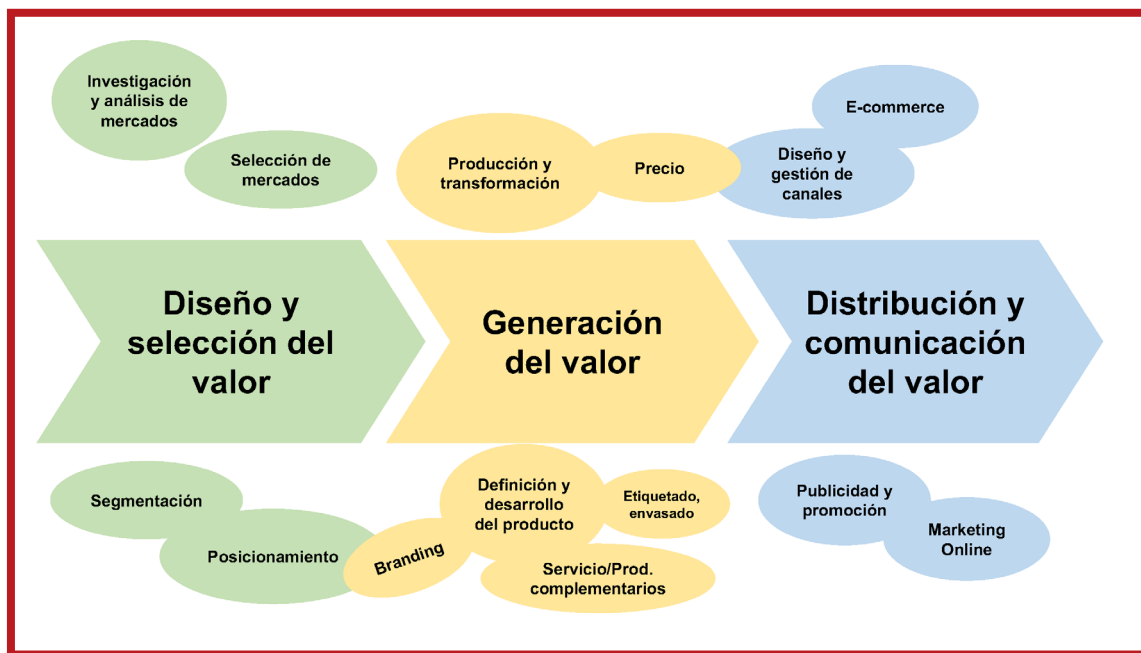 Investigación
y análisis de
mercados
Selección de
mercados
Producción y
transformación
Precio
Diseño y
gestión de
canales
E-commerce
Diseño y
selección del
valor
Generación
del valor
Distribución y
comunicación
del valor
Segmentación
Posicionamiento
Branding
Definición y
desarrollo
del producto
Etiquetado,
envasado
Servicio/Prod.
complementarios
Publicidad y
promoción
Marketing
Online